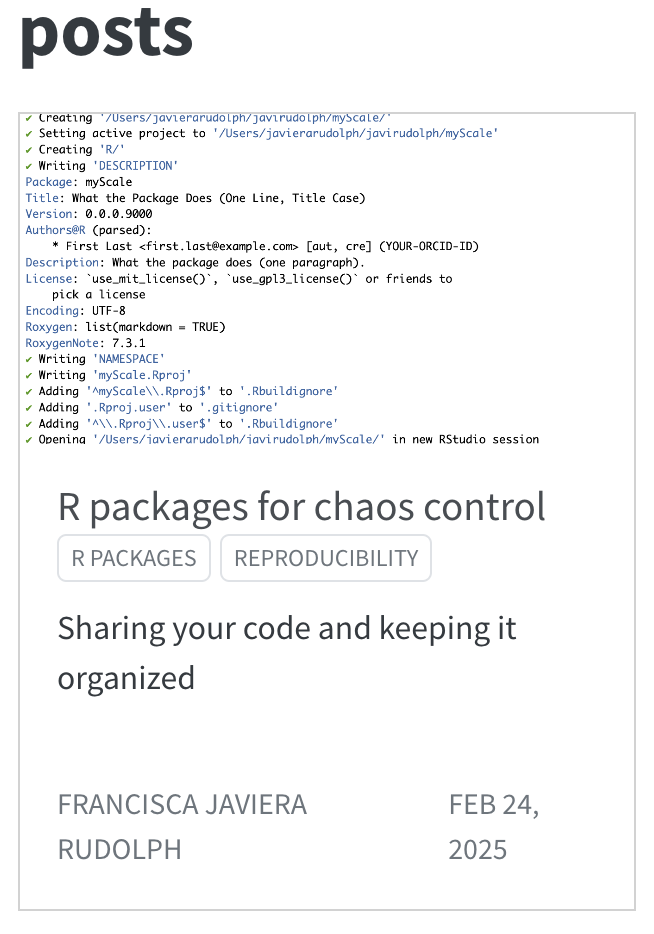 posts
✔ Creating '/Users/javierarudolph/javirudolph/myScale/'
✔ Setting active project to '/Users/javierarudolph/javirudolph/myScale'
✔ Creating 'R/'
✔ Writing 'DESCRIPTION'
Package: myScale
Title: What the Package Does (One Line, Title Case)
Version: 0.0.0.9000
Authors@R (parsed):
    * First Last <first.last@example.com> [aut, cre] (YOUR-ORCID-ID)
Description: What the package does (one paragraph).
License: `use_mit_license()`, `use_gpl3_license()` or friends to
    pick a license
Encoding: UTF-8
Roxygen: list(markdown = TRUE)
RoxygenNote: 7.3.1
✔ Writing 'NAMESPACE'
✔ Writing 'myScale.Rproj'
✔ Adding '^myScale\\.Rproj$' to '.Rbuildignore'
✔ Adding '.Rproj.user' to '.gitignore'
✔ Adding '^\\.Rproj\\.user$' to '.Rbuildignore'
✔ Opening '/Users/javierarudolph/javirudolph/myScale/' in new RStudio session
R packages for chaos control
R PACKAGES REPRODUCIBILITY
Sharing your code and keeping it
organized
FRANCISCA JAVIERA
RUDOLPH
FEB 24,
2025